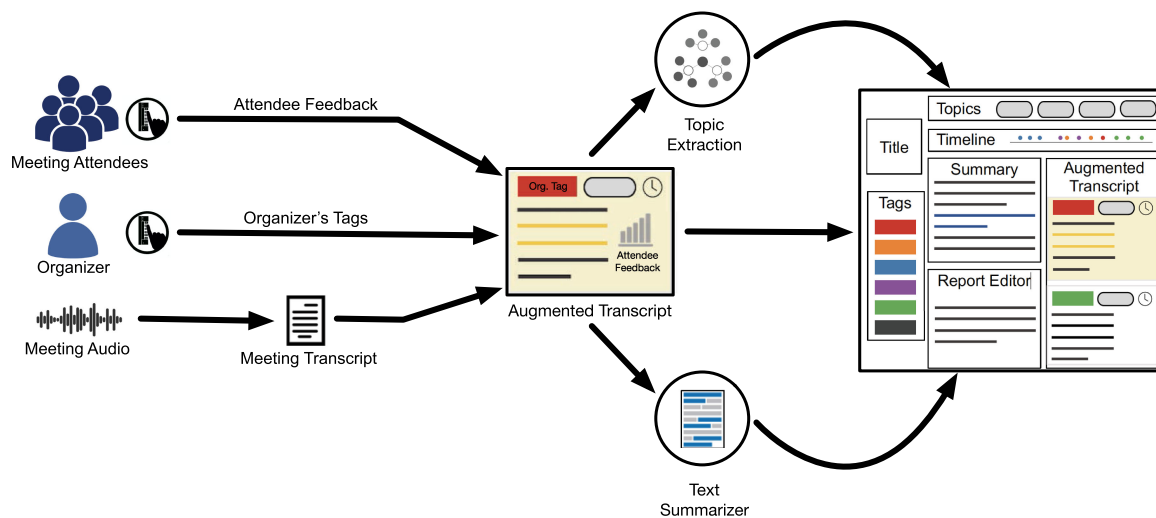 Attendee Feedback
Meeting Attendees
Organizer's Tags
Organizer
Meeting Audio
Meeting Transcript
Org. Tag
Attendee
Feedback
Augmented Transcript
Topic
Extraction
Text
Summarizer
Title
Tags
Topics
Timeline
Summary
Report Editor
Augmented
Transcript